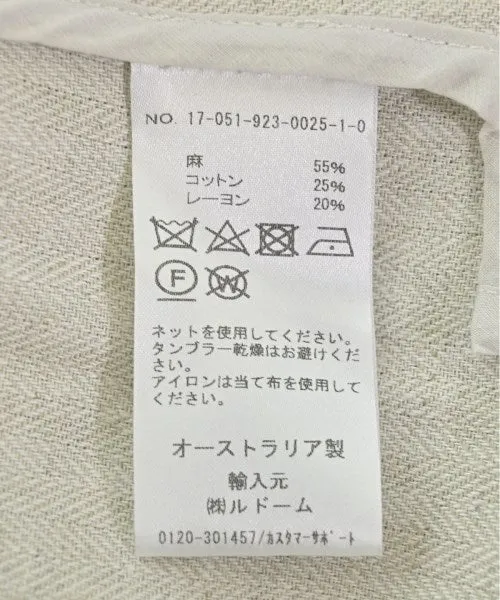 NO. 17-051-923-0025-1-0
麻 55%
コットン 25%
レーヨン 20%
F W
ネットを使用してください。
タンブラー乾燥はお避けくだ
さい。
アイロンは当て布を使用して
ください。
オーストラリア製
輸入元
㈱ルドーム
0120-301457/カスタマーサポート